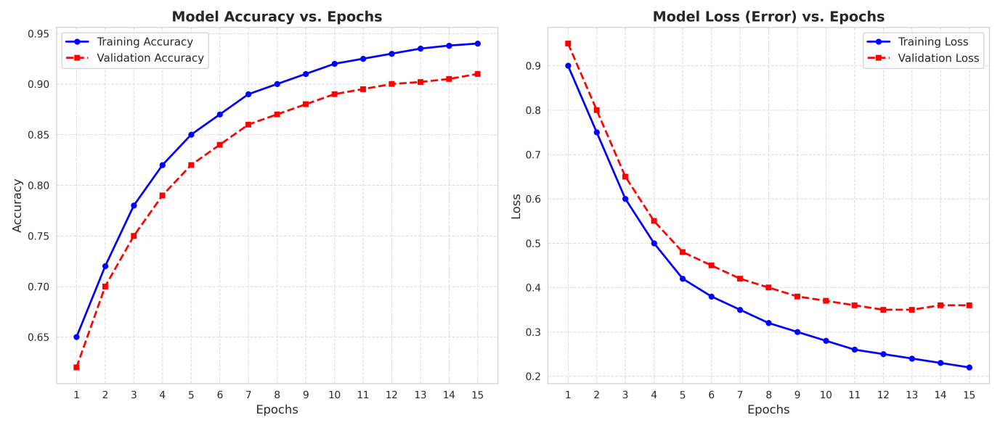 Model Accuracy vs. Epochs
Training Accuracy
Validation Accuracy
Accuracy
0.95
0.90
0.85
0.80
0.75
0.70
0.65
1 2 3 4 5 6 7 8 9 10 11 12 13 14 15
Epochs
Model Loss (Error) vs. Epochs
Training Loss
Validation Loss
Loss
0.9
0.8
0.7
0.6
0.5
0.4
0.3
0.2
1 2 3 4 5 6 7 8 9 10 11 12 13 14 15
Epochs